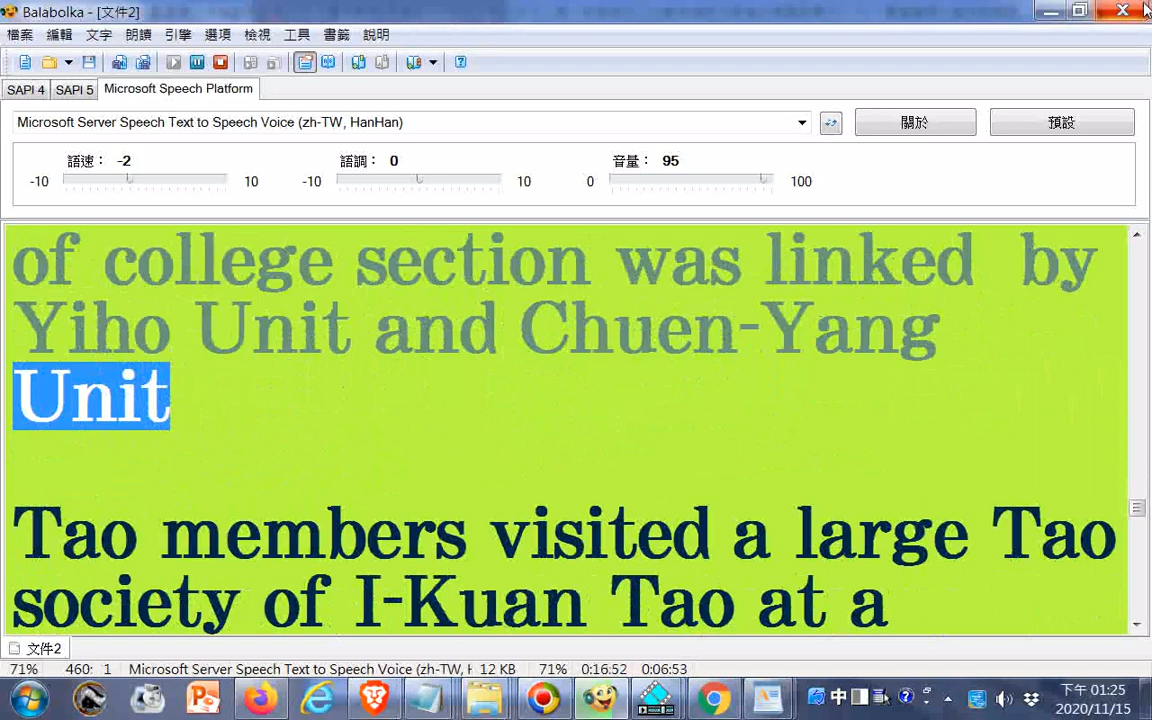 Balabolka - [文件2]
檔案 編輯 文字 朗讀 引擎 選項 檢視 工具 書籤 說明
SAPI 4 SAPI 5 Microsoft Speech Platform
Microsoft Server Speech Text to Speech Voice (zh-TW, HanHan) 關於 預設
語速： -2 語調： 0 音量： 95
-10 10 -10 10 0 100
of college section was linked by
Yiho Unit and Chuen-Yang
Unit
Tao members visited a large Tao
society of I-Kuan Tao at a
文件2
71% 460: 1 Microsoft Server Speech Text to Speech Voice (zh-TW, H 12 KB 71% 0:16:52 0:06:53
中 下午 01:25
2020/11/15